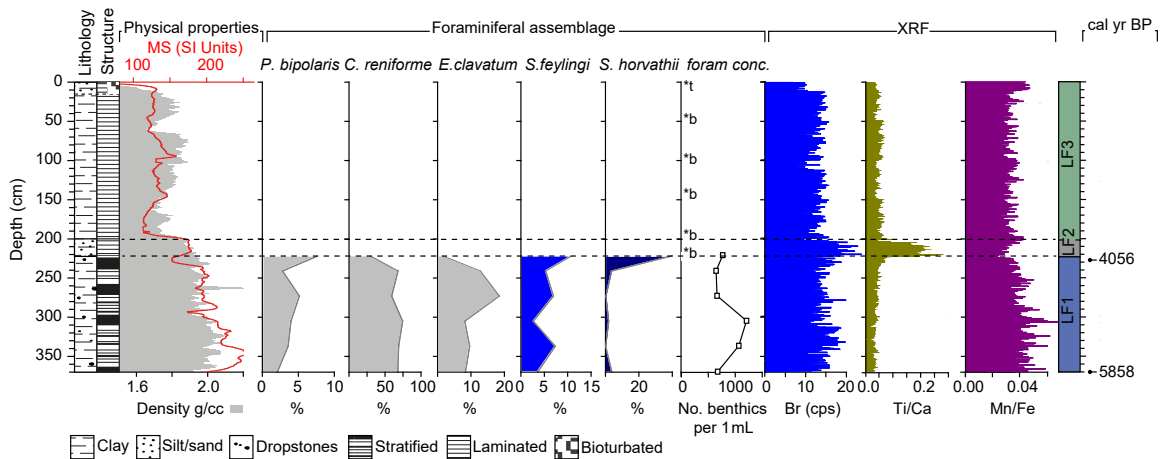 Physical properties
Foraminiferal assemblage
XRF
cal yr BP
Lithology
Structure
MS (SI Units)
100 200
P. bipolaris C. reniforme E.clavatum S.feylingi S. horvathii foram conc.
Depth (cm)
0
50
100
150
200
250
300
350
*t
*b
*b
*b
*b
*b
LF3
LF2
LF1
4056
5858
1.6 2.0
0 10 20
0 50 100
0 10 20
0 5 10 15
0 30
0 1000
0 10 20
0.0 0.2
0.00 0.04
Density g/cc
%
%
%
%
%
No. benthics
per 1mL
Br (cps)
Ti/Ca
Mn/Fe
Clay Silt/sand Dropstones Stratified Laminated Bioturbated